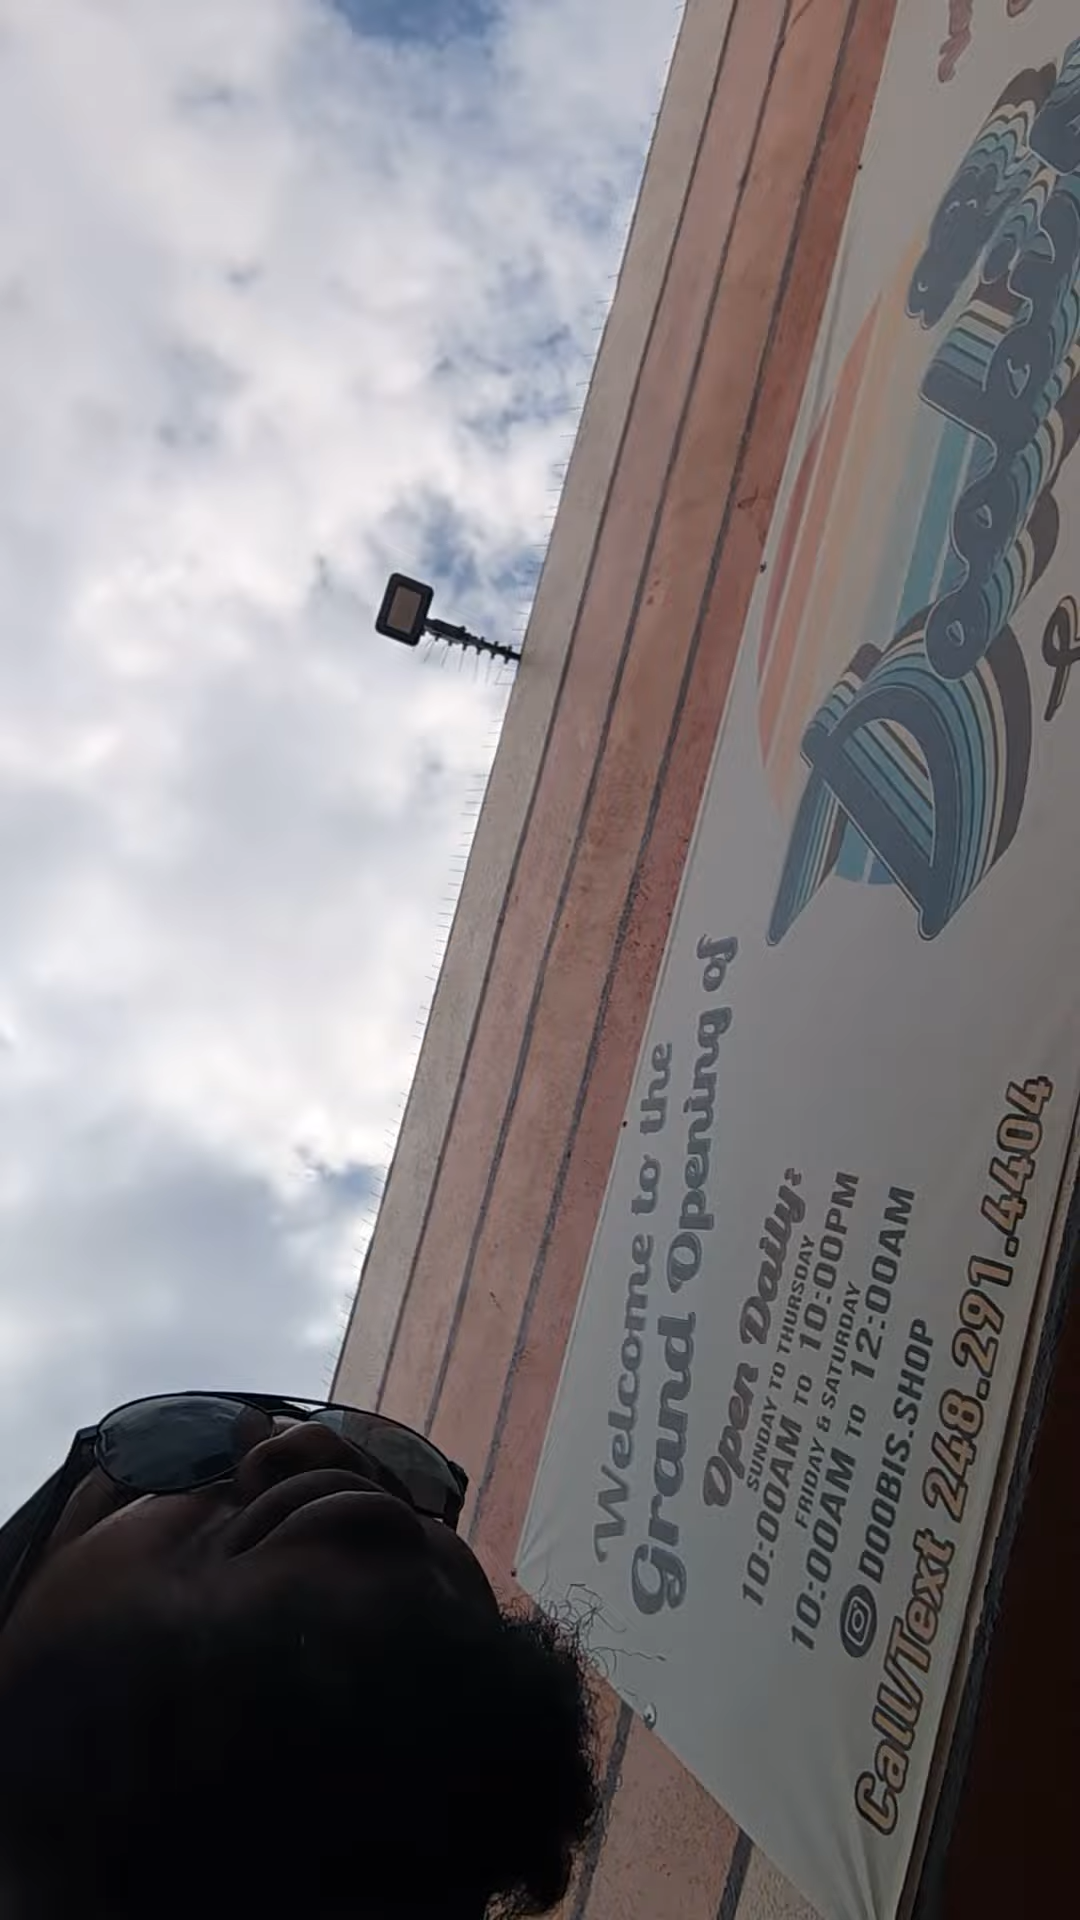 Welcome to the
Grand Opening of
Open Daily:
SUNDAY TO THURSDAY
10:00AM TO 10:00PM
FRIDAY & SATURDAY
10:00AM TO 12:00AM
DOOBIS.SHOP
Call/Text 248.291.4404